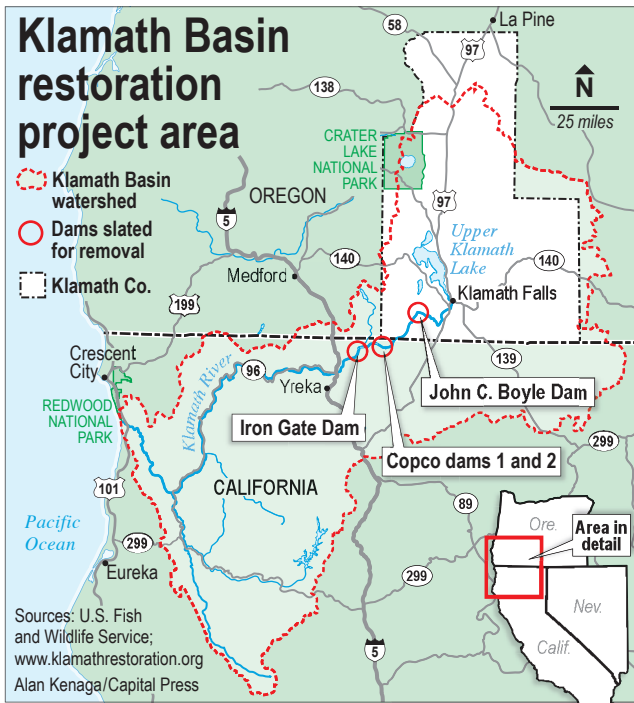 Klamath Basin
restoration
project area
Klamath Basin
watershed
Dams slated
for removal
Klamath Co.
58
La Pine
97
138
N
25 miles
CRATER
LAKE
NATIONAL
PARK
OREGON
5
97
Upper
Klamath
Lake
140
140
Medford
Klamath Falls
199
Crescent
City
139
Klamath River
96
Yreka
John C. Boyle Dam
REDWOOD
NATIONAL
PARK
Iron Gate Dam
Copco dams 1 and 2
299
101
CALIFORNIA
89
Pacific
Ocean
299
Eureka
299
5
Ore.
Area in
detail
Nev.
Calif.
Sources: U.S. Fish
and Wildlife Service;
www.klamathrestoration.org
Alan Kenaga/Capital Press